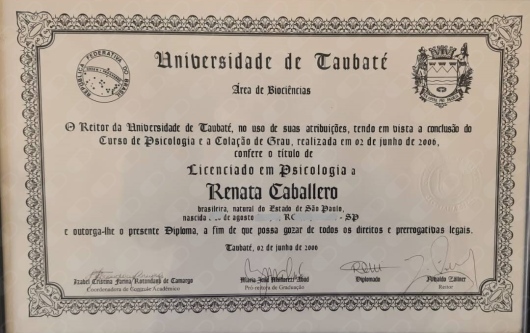 REPÚBLICA FEDERATIVA DO BRASIL
Universidade de Taubaté
Área de Biociências
O Reitor da Universidade de Taubaté, no uso de suas atribuições, tendo em vista a conclusão do
Curso de Psicologia e a Colação de Grau, realizada em 02 de junho de 2000,
confere o título de
Licenciado em Psicologia a
Renata Caballero
brasileira, natural do Estado de São Paulo,
nascida de agosto - SP
e outorga-lhe o presente Diploma, a fim de que possa gozar de todos os direitos e prerrogativas legais.
Taubaté, 02 de junho de 2000
de Camargo
Coordenadora de Controle Acadêmico
Pró-reitora de Graduação
Diplomado
Reitor